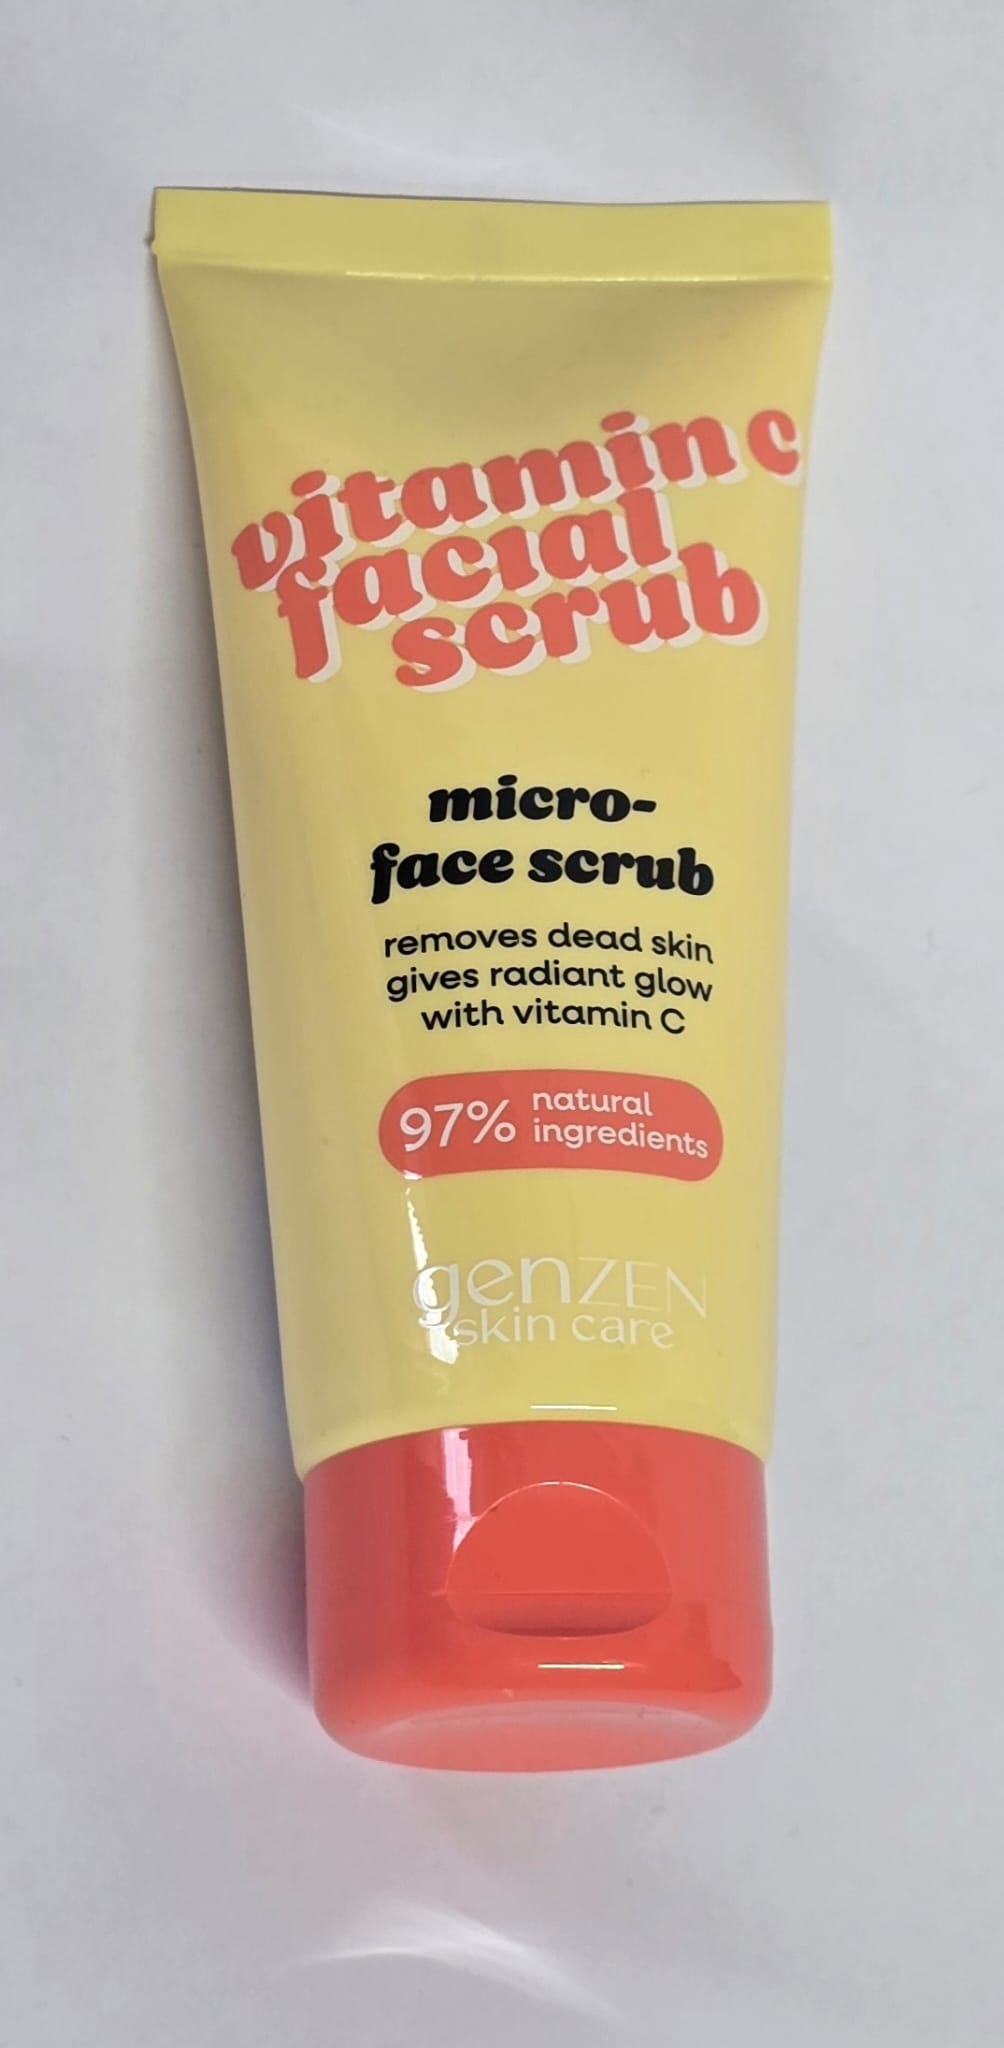 vitamin c
facial
scrub
micro-
face scrub
removes dead skin
gives radiant glow
with vitamin C
97% natural
ingredients
genZEN
skin care